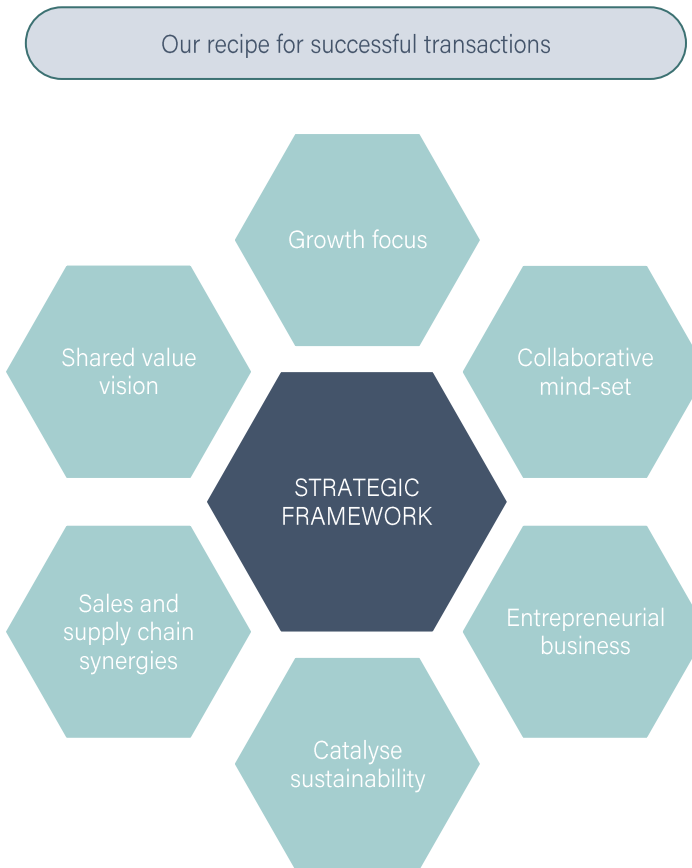 Our recipe for successful transactions
Growth focus
Shared value
vision
Collaborative
mind-set
STRATEGIC
FRAMEWORK
Sales and
supply chain
synergies
Entrepreneurial
business
Catalyse
sustainability